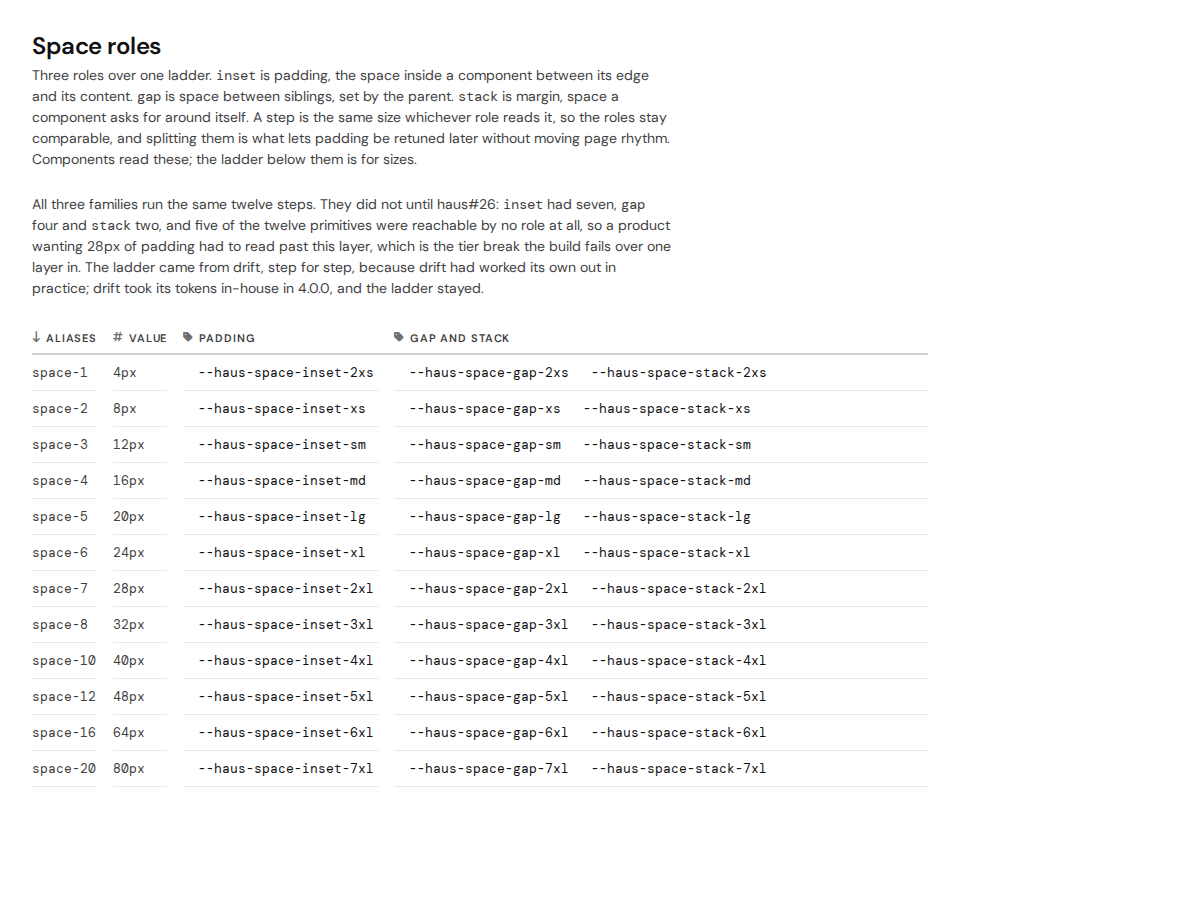 Space roles
Three roles over one ladder. inset is padding, the space inside a component between its edge
and its content. gap is space between siblings, set by the parent. stack is margin, space a
component asks for around itself. A step is the same size whichever role reads it, so the roles stay
comparable, and splitting them is what lets padding be retuned later without moving page rhythm.
Components read these; the ladder below them is for sizes.
All three families run the same twelve steps. They did not until haus#26: inset had seven, gap
four and stack two, and five of the twelve primitives were reachable by no role at all, so a product
wanting 28px of padding had to read past this layer, which is the tier break the build fails over one
layer in. The ladder came from drift, step for step, because drift had worked its own out in
practice; drift took its tokens in-house in 4.0.0, and the ladder stayed.
↓ ALIASES # VALUE PADDING GAP AND STACK
space-1 4px --haus-space-inset-2xs --haus-space-gap-2xs --haus-space-stack-2xs
space-2 8px --haus-space-inset-xs --haus-space-gap-xs --haus-space-stack-xs
space-3 12px --haus-space-inset-sm --haus-space-gap-sm --haus-space-stack-sm
space-4 16px --haus-space-inset-md --haus-space-gap-md --haus-space-stack-md
space-5 20px --haus-space-inset-lg --haus-space-gap-lg --haus-space-stack-lg
space-6 24px --haus-space-inset-xl --haus-space-gap-xl --haus-space-stack-xl
space-7 28px --haus-space-inset-2xl --haus-space-gap-2xl --haus-space-stack-2xl
space-8 32px --haus-space-inset-3xl --haus-space-gap-3xl --haus-space-stack-3xl
space-10 40px --haus-space-inset-4xl --haus-space-gap-4xl --haus-space-stack-4xl
space-12 48px --haus-space-inset-5xl --haus-space-gap-5xl --haus-space-stack-5xl
space-16 64px --haus-space-inset-6xl --haus-space-gap-6xl --haus-space-stack-6xl
space-20 80px --haus-space-inset-7xl --haus-space-gap-7xl --haus-space-stack-7xl